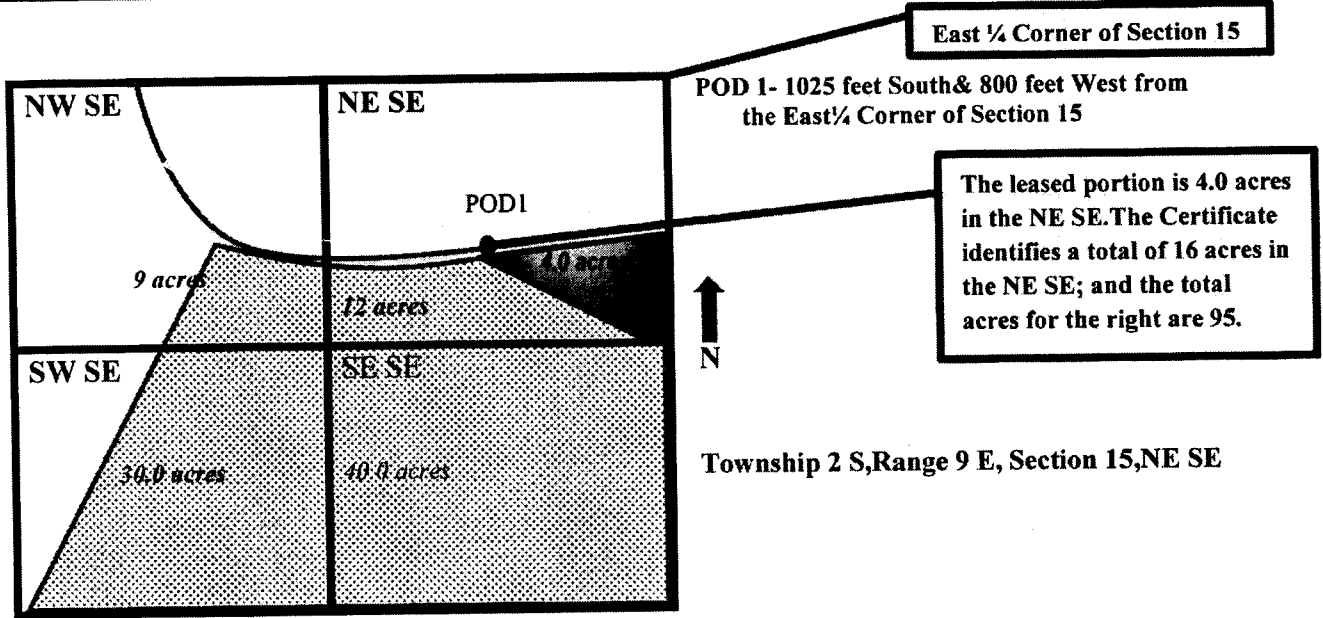 East ¼ Corner of Section 15
NW SE
NE SE
POD 1- 1025 feet South& 800 feet West from
the East¼ Corner of Section 15
POD1
The leased portion is 4.0 acres
in the NE SE.The Certificate
identifies a total of 16 acres in
the NE SE; and the total
acres for the right are 95.
9 acres
12 acres
4.0 acres
N
SW SE
SE SE
30.0 acres
40.0 acres
Township 2 S,Range 9 E, Section 15,NE SE